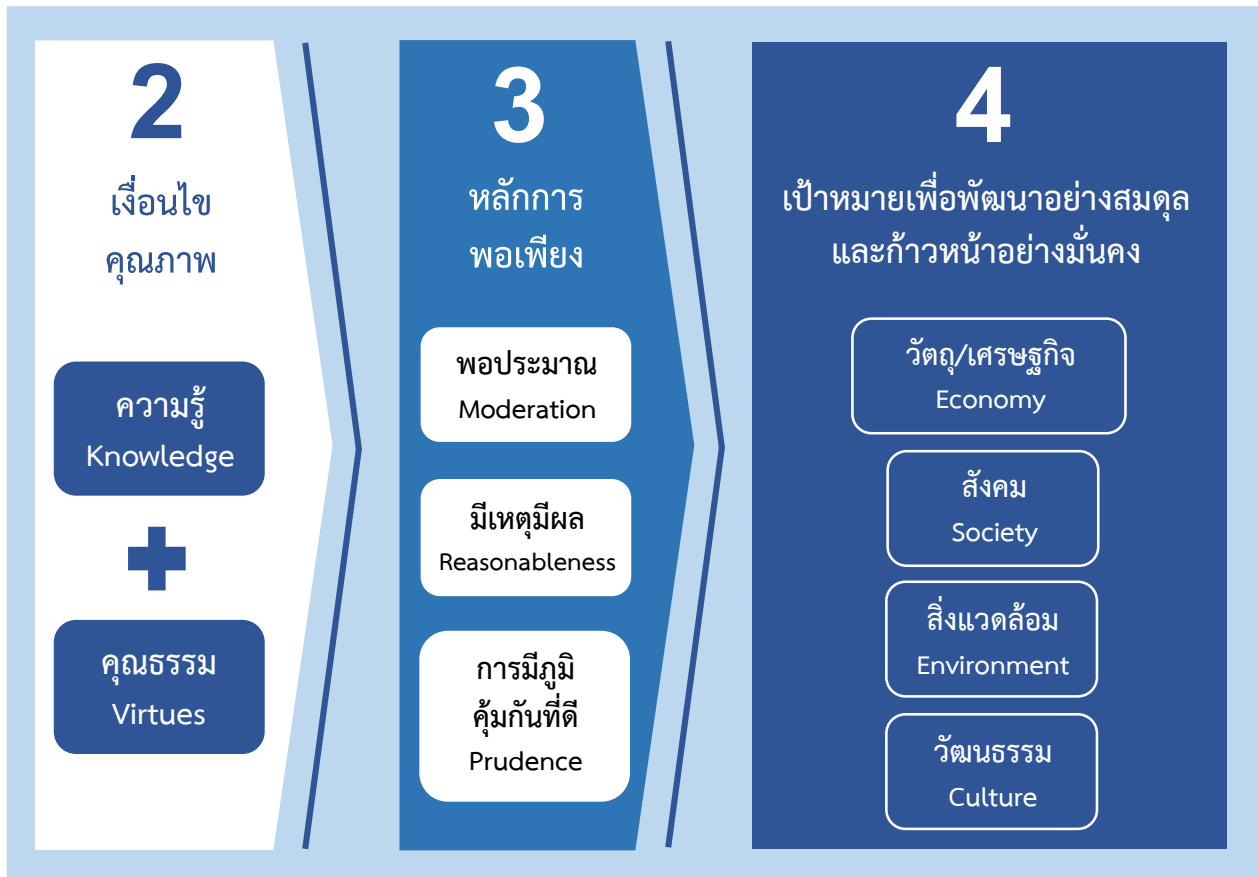 2
เงื่อนไข
คุณภาพ
ความรู้
Knowledge
คุณธรรม
Virtues
3
หลักการ
พอเพียง
พอประมาณ
Moderation
มีเหตุมีผล
Reasonableness
การมีภูมิ
คุ้มกันที่ดี
Prudence
4
เป้าหมายเพื่อพัฒนาอย่างสมดุล
และก้าวหน้าอย่างมั่นคง
วัตถุ/เศรษฐกิจ
Economy
สังคม
Society
สิ่งแวดล้อม
Environment
วัฒนธรรม
Culture